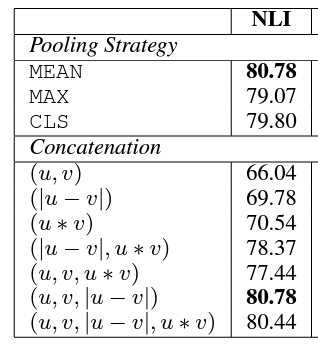 NLI
Pooling Strategy
MEAN 80.78
MAX 79.07
CLS 79.80
Concatenation
(u, v) 66.04
(|u − v|) 69.78
(u ∗ v) 70.54
(|u − v|, u ∗ v) 78.37
(u, v, u ∗ v) 77.44
(u, v, |u − v|) 80.78
(u, v, |u − v|, u ∗ v) 80.44